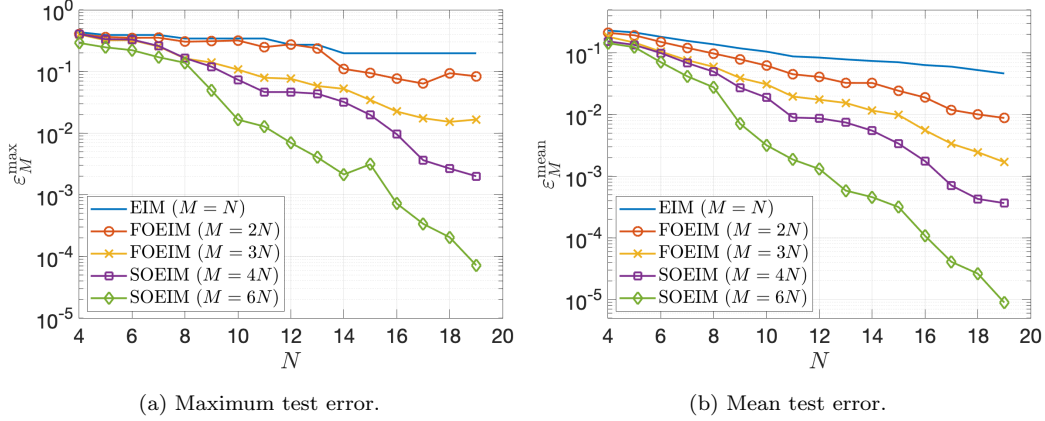 10^0
10^-1
10^-2
10^-3
10^-4
10^-5
ε_M^max
EIM (M = N)
FOEIM (M = 2N)
FOEIM (M = 3N)
SOEIM (M = 4N)
SOEIM (M = 6N)
4 6 8 10 12 14 16 18 20
N
(a) Maximum test error.
10^-1
10^-2
10^-3
10^-4
10^-5
ε_M^mean
EIM (M = N)
FOEIM (M = 2N)
FOEIM (M = 3N)
SOEIM (M = 4N)
SOEIM (M = 6N)
4 6 8 10 12 14 16 18 20
N
(b) Mean test error.